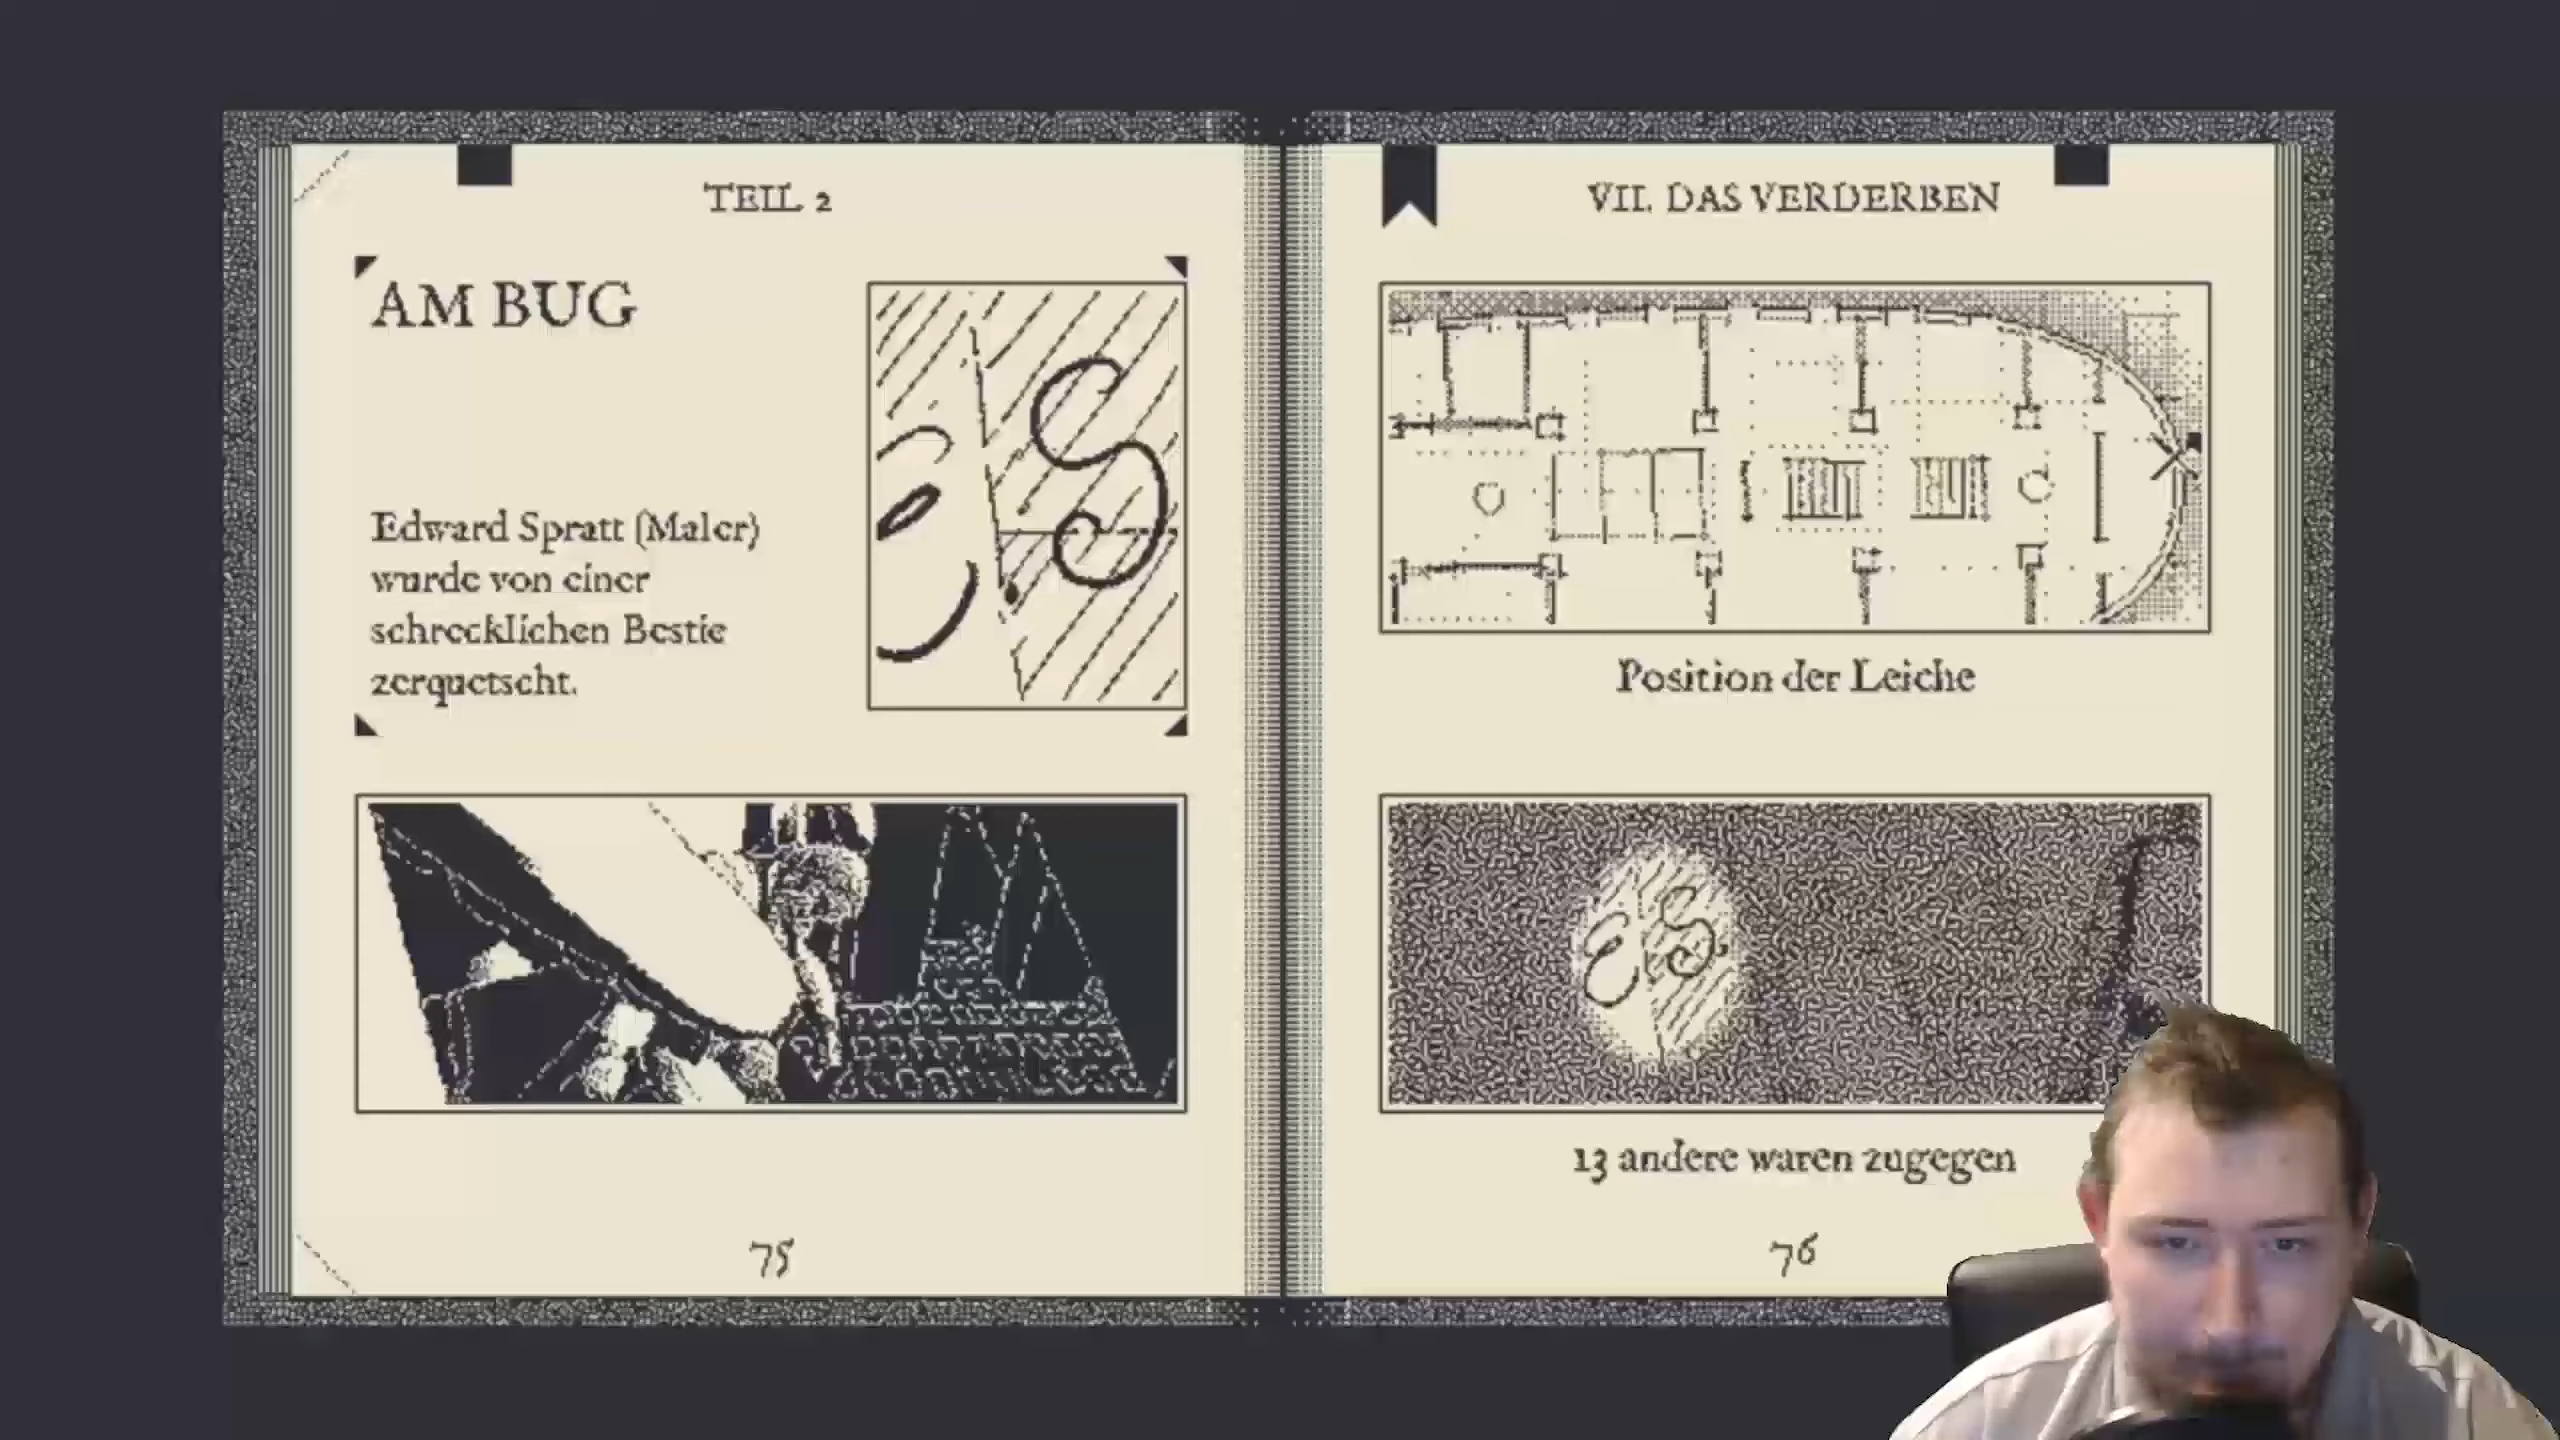 TEIL 2
AM BUG
Edward Spratt (Maler)
wurde von einer
schrecklichen Bestie
zerquetscht.
75
VII. DAS VERDERBEN
Position der Leiche
ES
13 andere waren zugegen
76